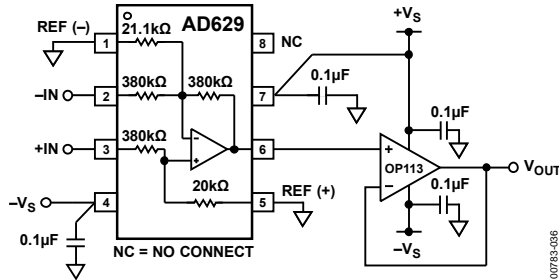 REF (–)
21.1kΩ
AD629
1
8
NC
+VS
–IN
380kΩ
380kΩ
0.1µF
2
7
+IN
380kΩ
0.1µF
3
6
+
–
+
–
OP113
VOUT
–VS
20kΩ
REF (+)
4
5
0.1µF
0.1µF
NC = NO CONNECT
–VS
00783-036